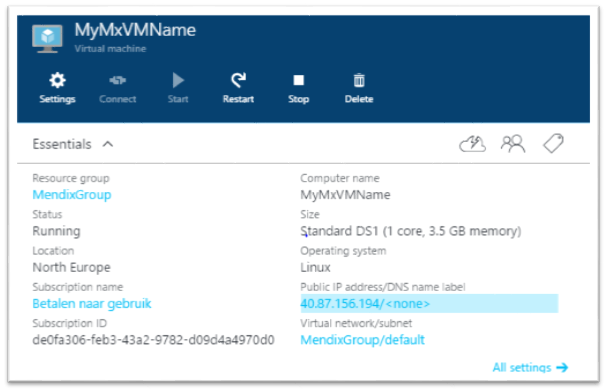 MyMxVMName
Virtual machine
Settings Connect Start Restart Stop Delete
Essentials
Resource group
MendixGroup
Status
Running
Location
North Europe
Subscription name
Betalen naar gebruik
Subscription ID
de0fa306-feb3-43a2-9782-d09d4a4970d0
Computer name
MyMxVMName
Size
Standard DS1 (1 core, 3.5 GB memory)
Operating system
Linux
Public IP address/DNS name label
40.87.156.194/<none>
Virtual network/subnet
MendixGroup/default
All settings